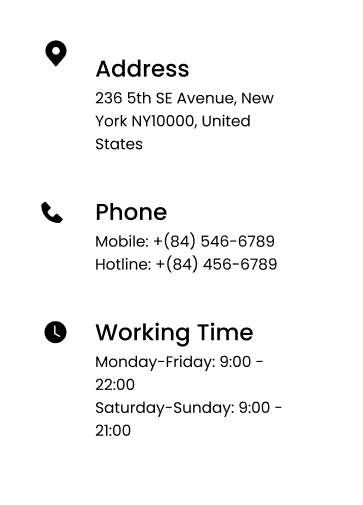 Address
236 5th SE Avenue, New
York NY10000, United
States
Phone
Mobile: +(84) 546-6789
Hotline: +(84) 456-6789
Working Time
Monday-Friday: 9:00 -
22:00
Saturday-Sunday: 9:00 -
21:00